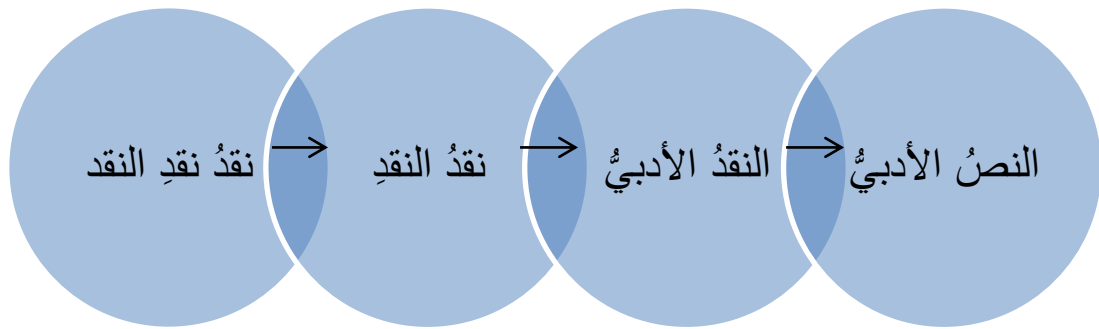 النصُ الأدبيُّ
النقدُ الأدبيُّ
نقدُ النقدِ
نقدُ نقدِ النقد